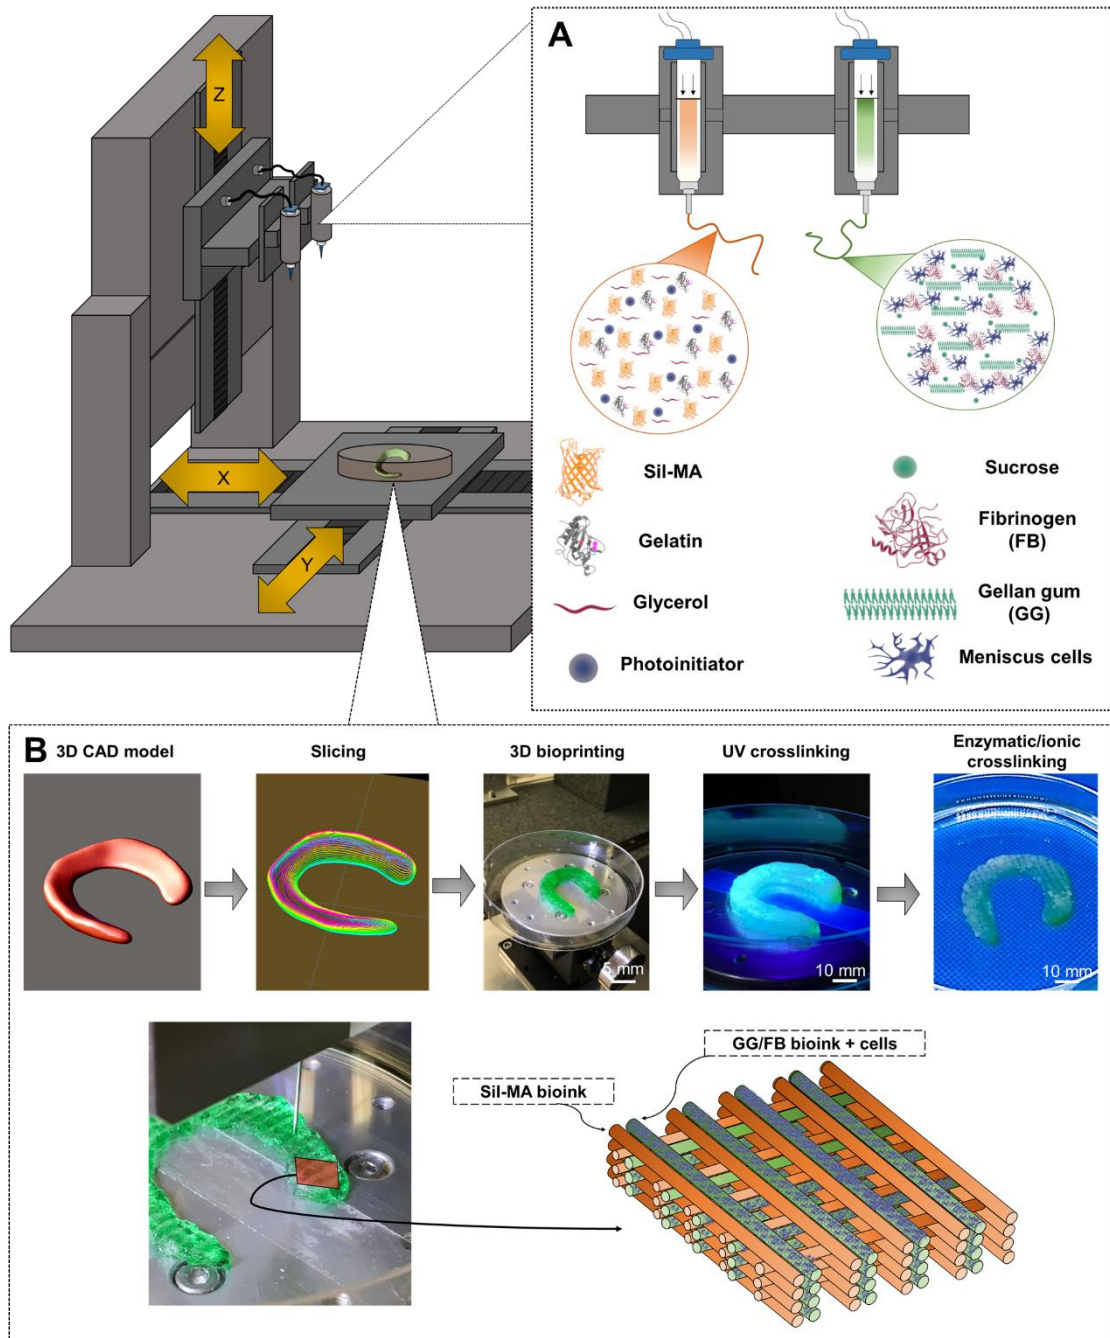 A
Z
X
Y
Sil-MA
Sucrose
Gelatin
Fibrinogen
(FB)
Glycerol
Gellan gum
(GG)
Photoinitiator
Meniscus cells
B
3D CAD model
Slicing
3D bioprinting
UV crosslinking
Enzymatic/ionic
crosslinking
5 mm
10 mm
10 mm
GG/FB bioink + cells
Sil-MA bioink